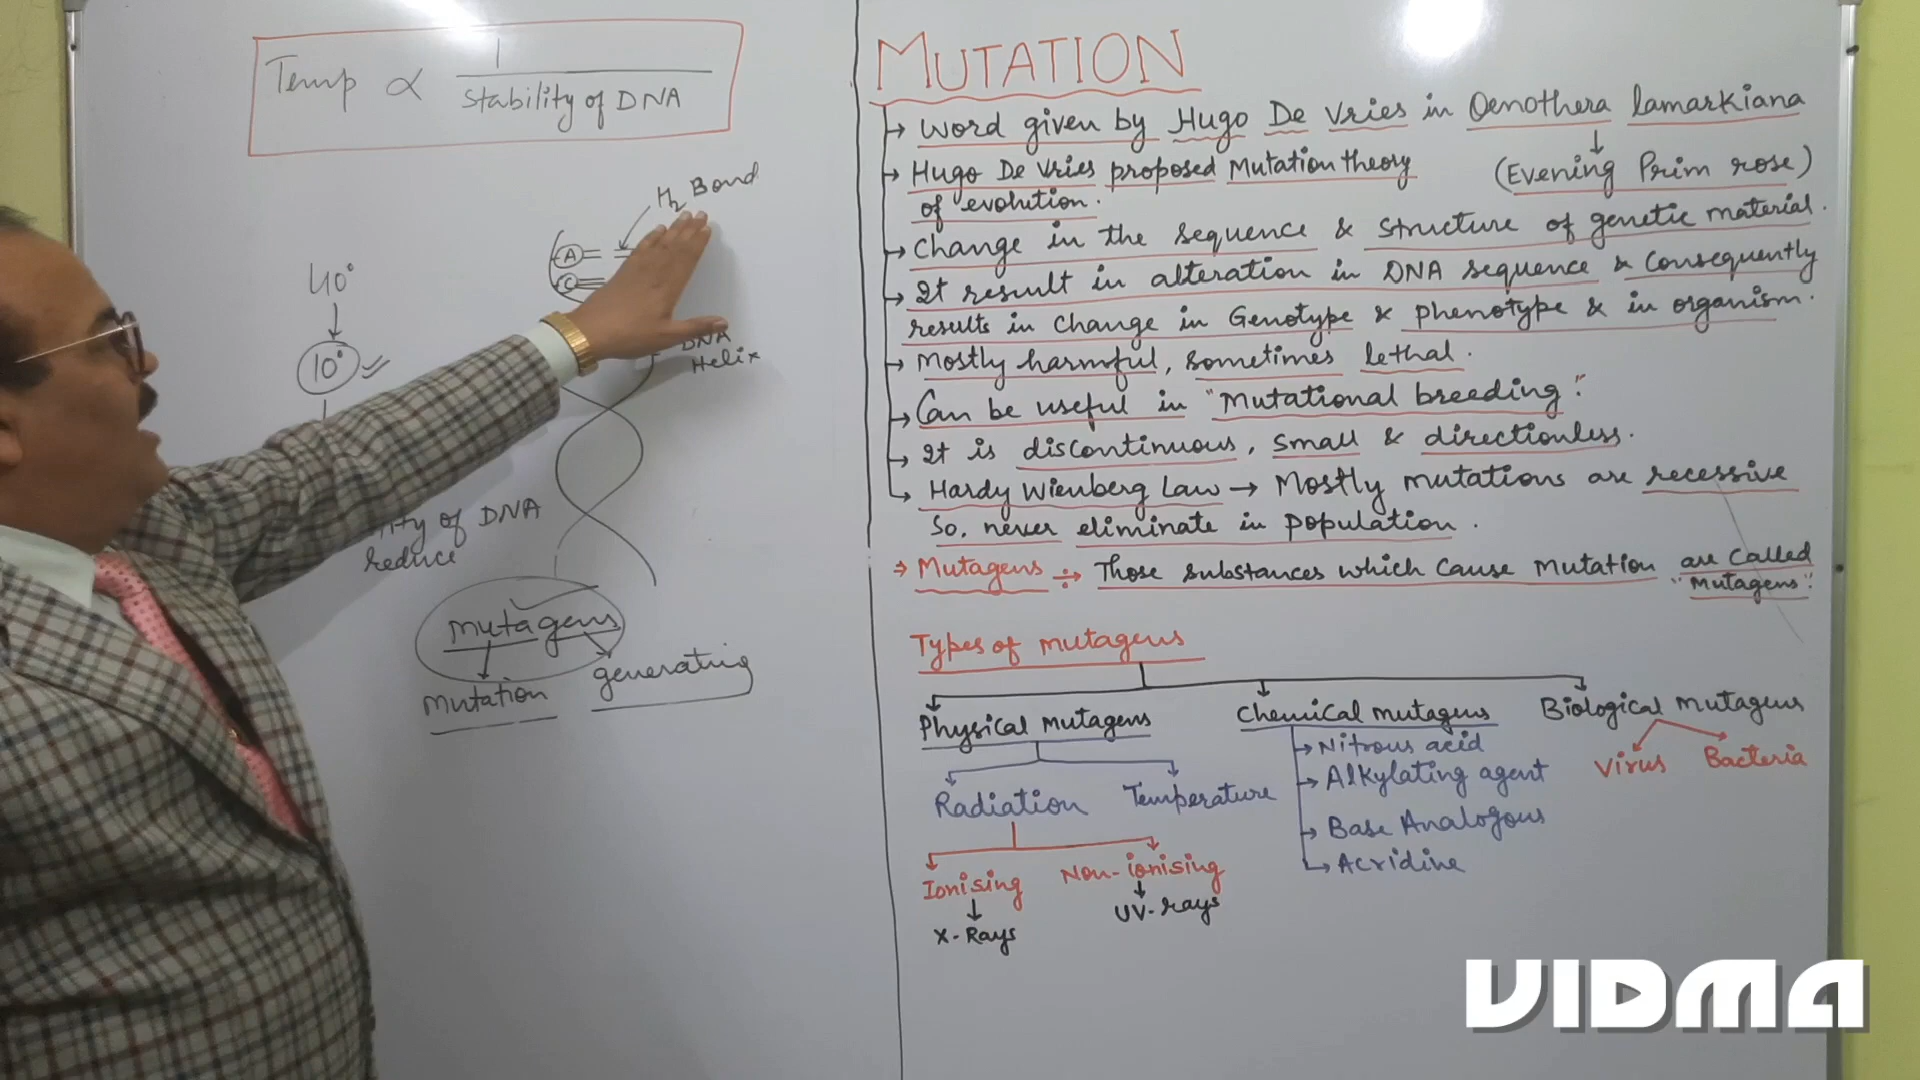 Temp ∝ 1
stability of DNA
H2 Bond
A
C
40°
10°
DNA
Helix
of DNA
reduce
mutagens
mutation
generating
MUTATION
→ word given by Hugo De Vries in Oenothera lamarkiana
→ Hugo De Vries proposed Mutation theory (Evening Prim rose)
of evolution.
→ Change in the sequence & structure of genetic material.
→ It result in alteration in DNA sequence & Consequently
results in change in Genotype & phenotype & in organism.
→ Mostly harmful, sometimes lethal.
→ Can be useful in "Mutational breeding".
→ It is discontinuous, small & directionless.
→ Hardy Wienberg Law → Mostly mutations are recessive
So, never eliminate in population.
⇒ Mutagens ÷→ Those substances which cause mutation are called
"Mutagens".
Types of mutagens
Physical mutagens Chemical mutagens Biological mutagens
→ Nitrous acid
Virus Bacteria
→ Alkylating agent
Radiation Temperature
→ Base Analogous
→ Acridine
Ionising Non-ionising
UV-rays
X-Rays
VIDMA